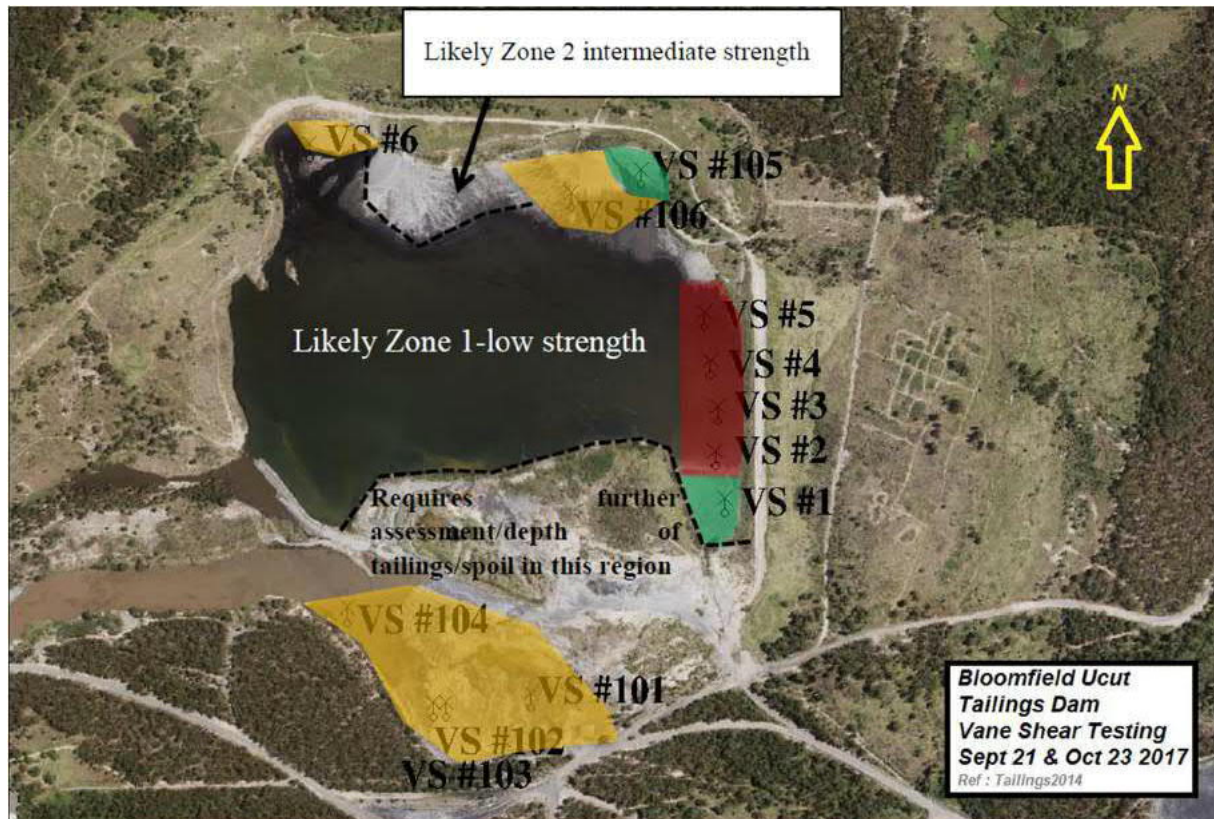 Likely Zone 2 intermediate strength
N
VS #6
VS #105
VS #106
VS #5
Likely Zone 1-low strength
VS #4
VS #3
VS #2
VS #1
Requires further
assessment/depth of
tailings/spoil in this region
VS #104
VS #101
VS #102
VS #103
Bloomfield Ucut
Tailings Dam
Vane Shear Testing
Sept 21 & Oct 23 2017
Ref : Tailings2014